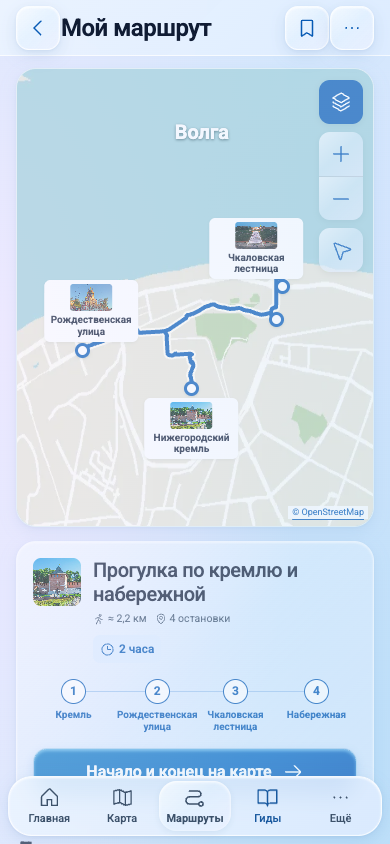 Мой маршрут
Волга
Чкаловская
лестница
Рождественская
улица
Нижегородский
кремль
© OpenStreetMap
Прогулка по кремлю и
набережной
≈ 2,2 км
4 остановки
2 часа
1
2
3
4
Кремль
Рождественская
улица
Чкаловская
лестница
Набережная
Начало и конец на карте
Главная
Карта
Маршруты
Гиды
Ещё